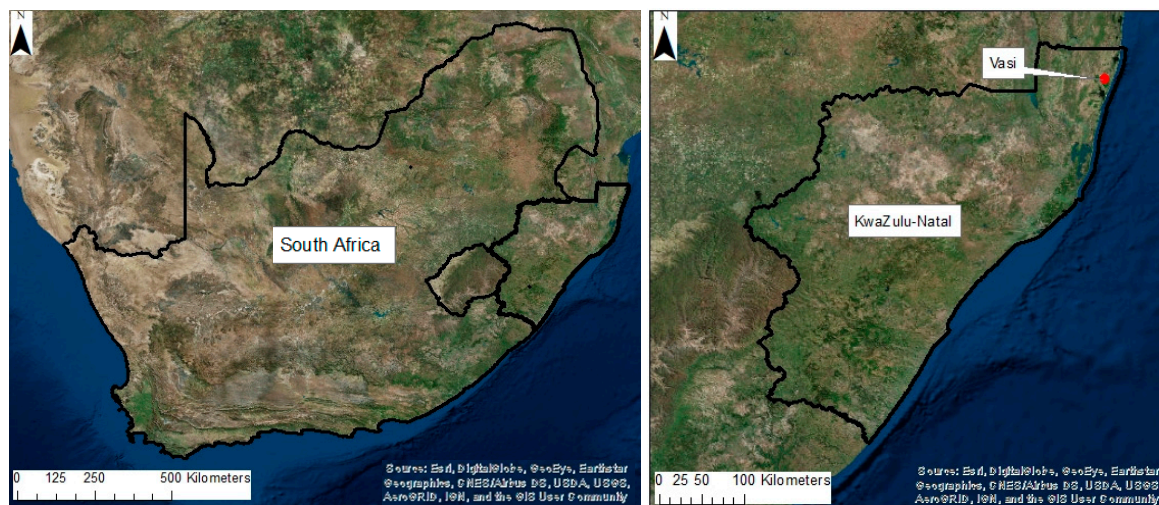 N
South Africa
0 125 250 500 Kilometers
Source: Esri, DigitalGlobe, GeoEye, Earthstar
Geographics, CNES/Airbus DS, USDA, USGS,
AeroGRID, IGN, and the GIS User Community
N
Vasi
KwaZulu-Natal
0 25 50 100 Kilometers
Source: Esri, DigitalGlobe, GeoEye, Earthstar
Geographics, CNES/Airbus DS, USDA, USGS,
AeroGRID, IGN, and the GIS User Community